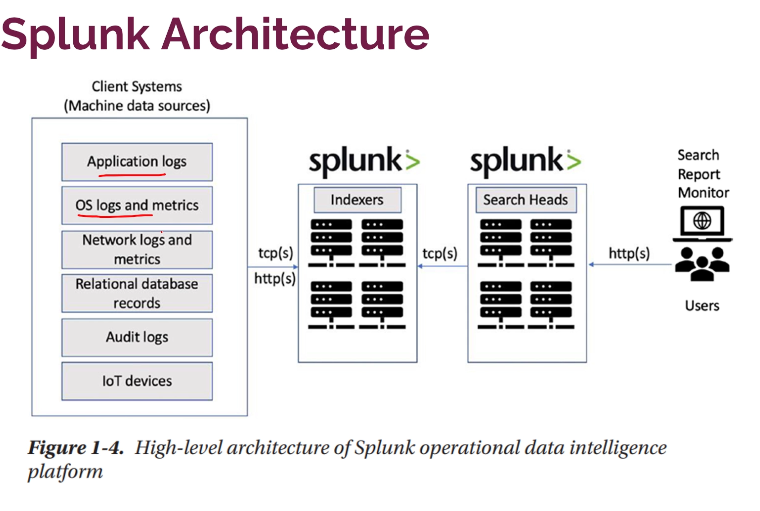 Splunk Architecture
Client Systems
(Machine data sources)
Application logs
OS logs and metrics
Network logs and
metrics
Relational database
records
Audit logs
IoT devices
tcp(s)
http(s)
splunk>
Indexers
tcp(s)
splunk>
Search Heads
http(s)
Search
Report
Monitor
Users
Figure 1-4. High-level architecture of Splunk operational data intelligence
platform